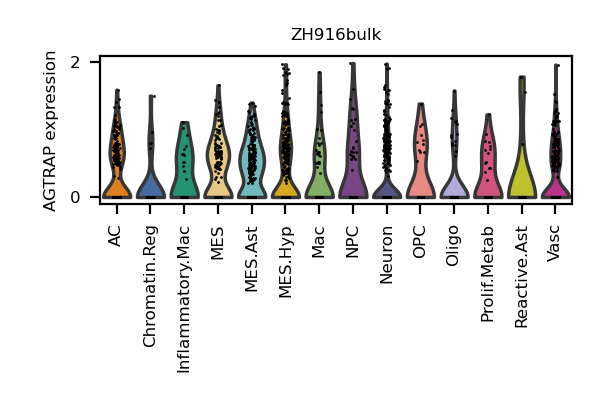 ZH916bulk
AGTRAP expression
2
0
AC
Chromatin.Reg
Inflammatory.Mac
MES
MES.Ast
MES.Hyp
Mac
NPC
Neuron
OPC
Oligo
Prolif.Metab
Reactive.Ast
Vasc